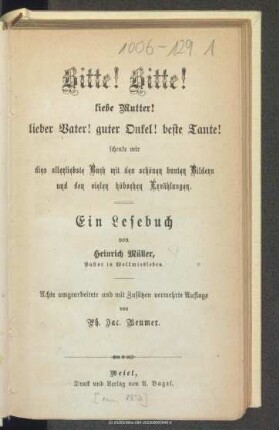 1006-129 1
Bitte! Bitte!
liebe Mutter!
lieber Vater! guter Onkel! beste Tante!
schenke mir
dies allerliebste Buch mit den schönen bunten Bildern
und den vielen hübschen Erzählungen.
Ein Lesebuch
von
Heinrich Müller,
Pastor in Wollmirsleben.
Achte umgearbeitete und mit Zusätzen vermehrte Auflage
von
Ph. Jac. Beumer.
Wesel,
Druck und Verlag von A. Bagel.